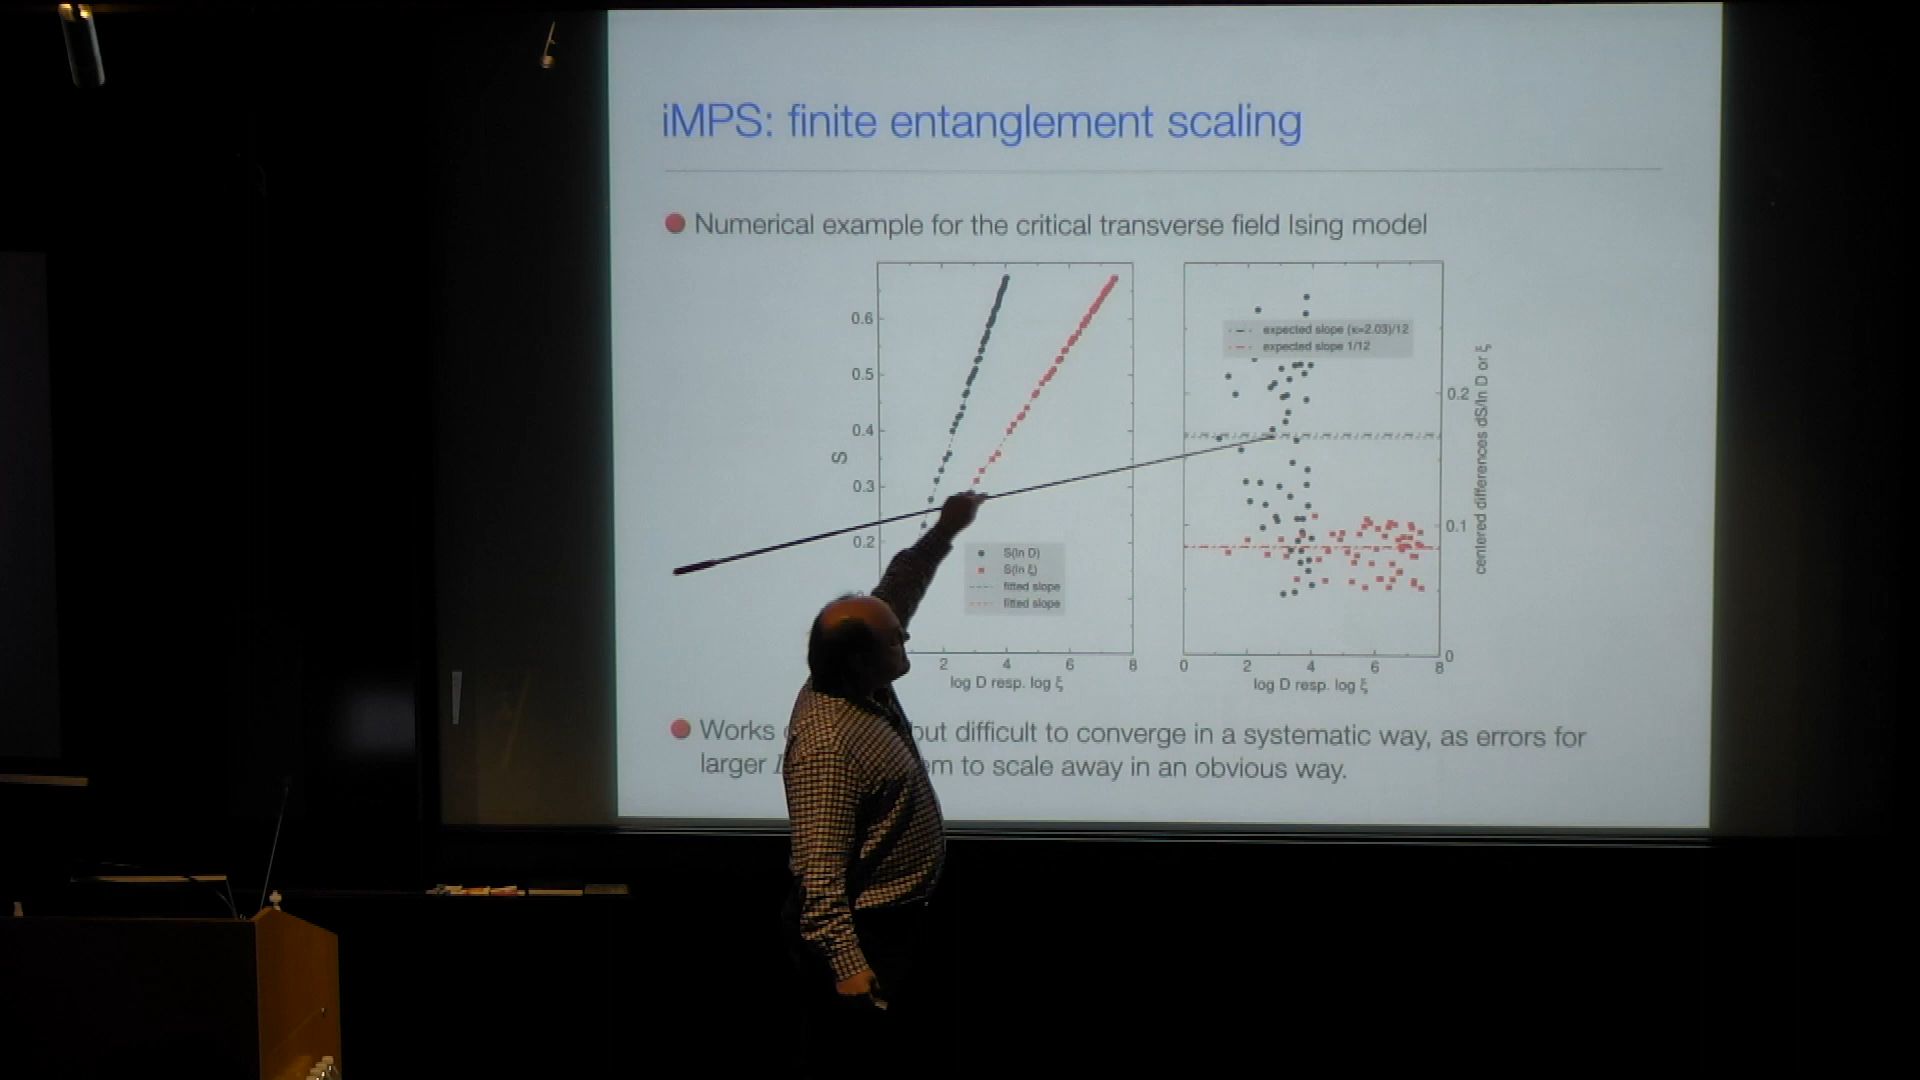 iMPS: finite entanglement scaling
Numerical example for the critical transverse field Ising model
0.6
0.5
0.4
0.3
0.2
S
S(ln D)
S(ln ξ)
fitted slope
fitted slope
2 4 6 8
log D resp. log ξ
expected slope (κ=2.03)/12
expected slope 1/12
0.2
0.1
0
centered differences dS/ln D or ξ
0 2 4 6 8
log D resp. log ξ
Works but difficult to converge in a systematic way, as errors for
larger to scale away in an obvious way.